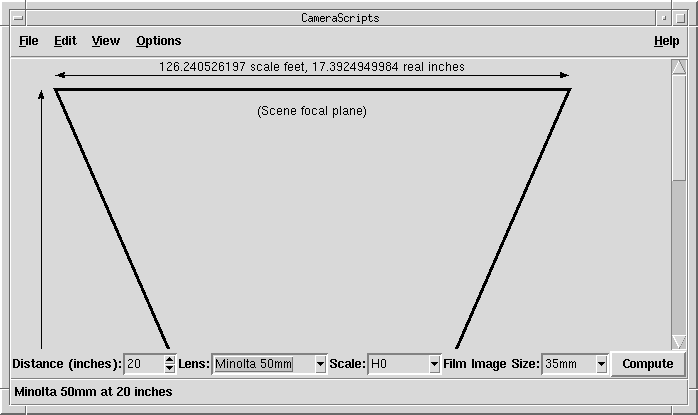 CameraScripts
File Edit View Options Help
126.240526197 scale feet, 17.3924949984 real inches
(Scene focal plane)
Distance (inches): 20 Lens: Minolta 50mm Scale: H0 Film Image Size: 35mm Compute
Minolta 50mm at 20 inches